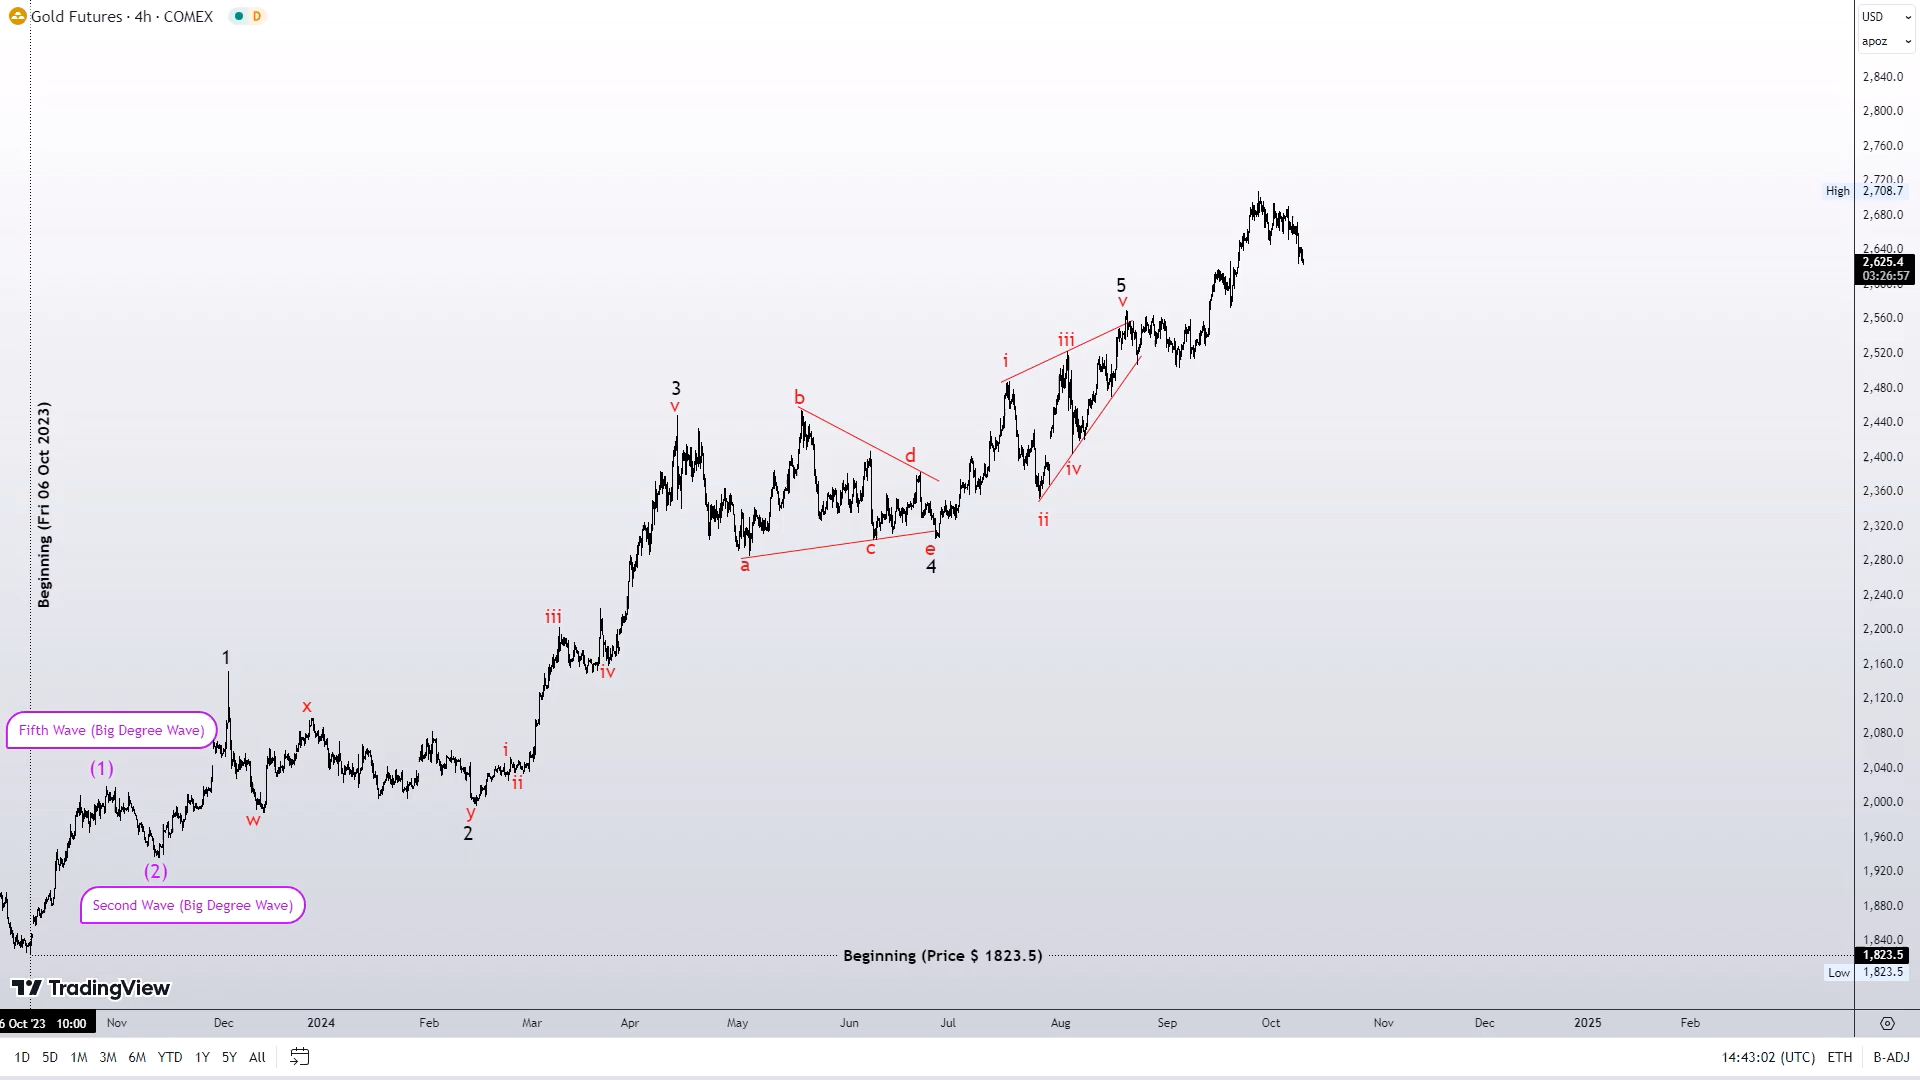 Gold Futures · 4h · COMEX
D
USD
apoz
2,840.0
2,800.0
2,760.0
2,720.0
High 2,708.7
2,680.0
2,640.0
2,625.4
03:26:57
2,600.0
2,560.0
2,520.0
2,480.0
2,440.0
2,400.0
2,360.0
2,320.0
2,280.0
2,240.0
2,200.0
2,160.0
2,120.0
2,080.0
2,040.0
2,000.0
1,960.0
1,920.0
1,880.0
1,840.0
1,823.5
Low 1,823.5
Beginning (Fri 06 Oct 2023)
5
v
iii
i
3
v
b
d
iv
ii
c
e
a
4
iii
iv
1
x
Fifth Wave (Big Degree Wave)
(1)
i
ii
w
y
2
(2)
Second Wave (Big Degree Wave)
Beginning (Price $ 1823.5)
TradingView
6 Oct '23 10:00
Nov
Dec
2024
Feb
Mar
Apr
May
Jun
Jul
Aug
Sep
Oct
Nov
Dec
2025
Feb
1D 5D 1M 3M 6M YTD 1Y 5Y All
14:43:02 (UTC) ETH B-ADJ